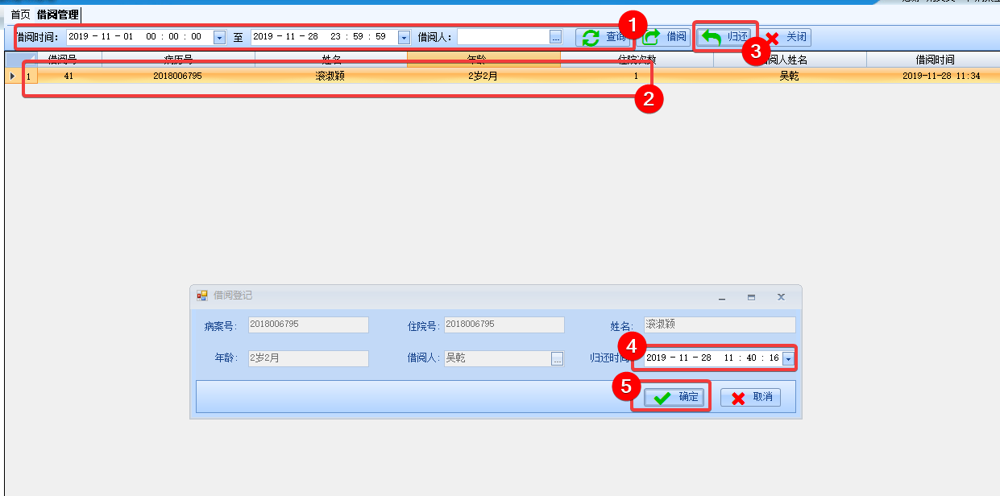 首页 借阅管理
借阅时间： 2019 - 11 - 01 00 : 00 : 00 至 2019 - 11 - 28 23 : 59 : 59 借阅人： ... 查询 1 借阅 归还 3 关闭
借阅号 病历号 姓名 年龄 住院次数 借阅人姓名 借阅时间
1 41 2018006795 滚淑颖 2岁2月 1 吴乾 2019-11-28 11:34
2
借阅登记
病案号： 2018006795 住院号： 2018006795 姓名： 滚淑颖
年龄： 2岁2月 借阅人： 吴乾 ... 归还时间 4 2019 - 11 - 28 11 : 40 : 16
5 确定 取消